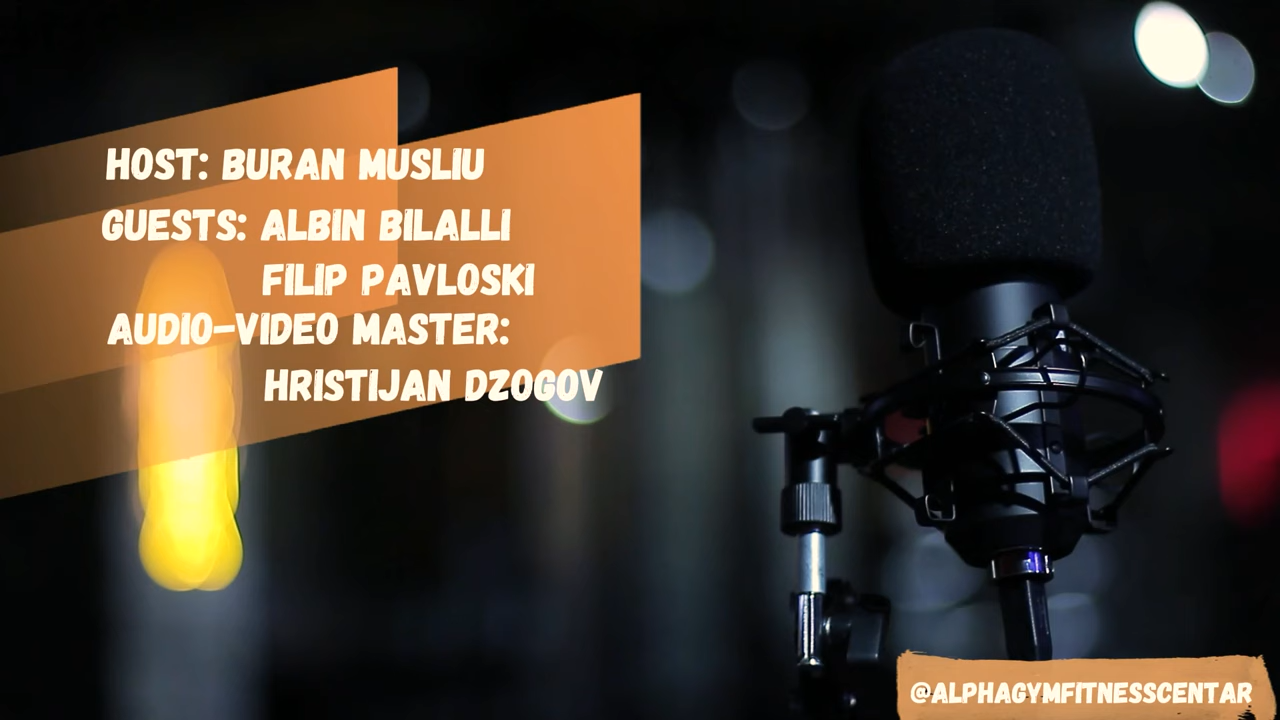 HOST: BURAN MUSLIU
GUESTS: ALBIN BILALLI
FILIP PAVLOSKI
AUDIO-VIDEO MASTER:
HRISTIJAN DZOGOV
@ALPHAGYMFITNESSCENTAR